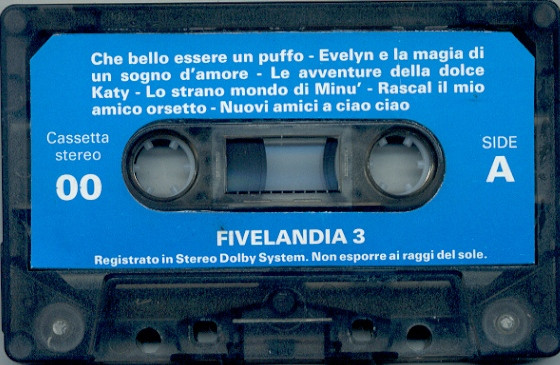 Che bello essere un puffo - Evelyn e la magia di
un sogno d'amore - Le avventure della dolce
Katy - Lo strano mondo di Minu' - Rascal il mio
amico orsetto - Nuovi amici a ciao ciao
Cassetta
stereo
00
SIDE
A
FIVELANDIA 3
Registrato in Stereo Dolby System. Non esporre ai raggi del sole.